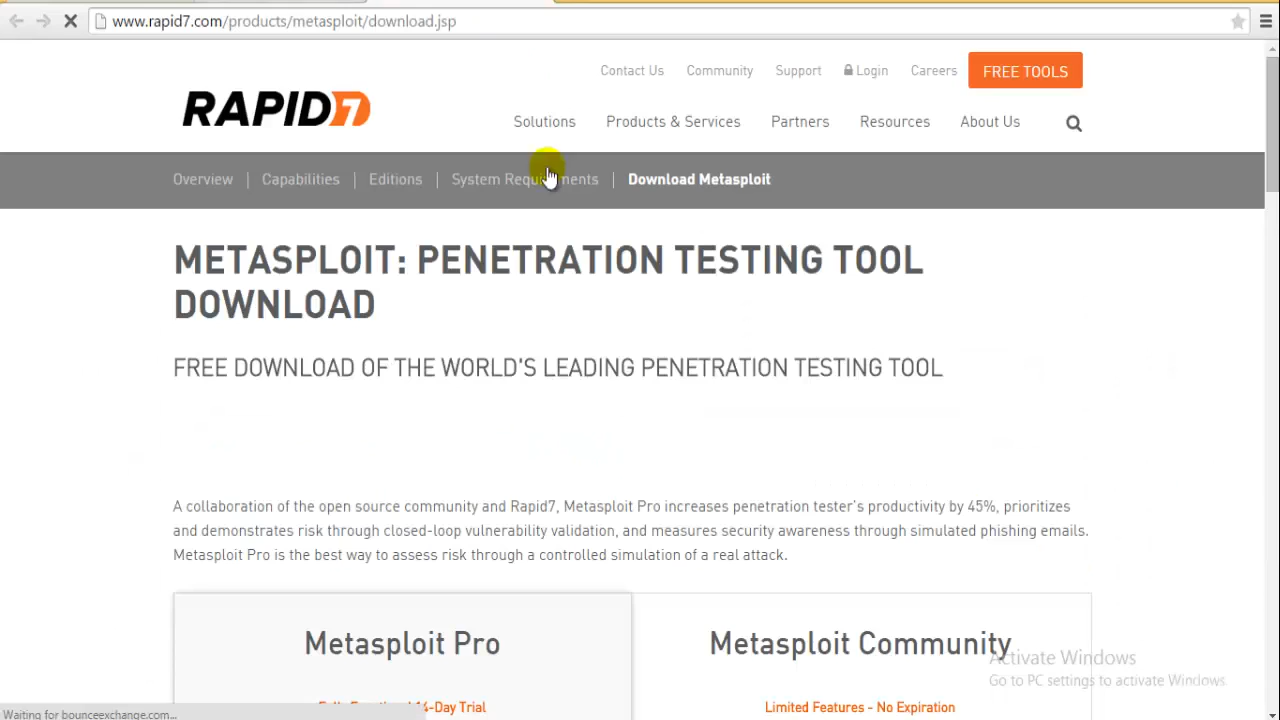 www.rapid7.com/products/metasploit/download.jsp
Contact Us Community Support Login Careers FREE TOOLS
RAPID7
Solutions Products & Services Partners Resources About Us
Overview | Capabilities | Editions | System Requirements | Download Metasploit
METASPLOIT: PENETRATION TESTING TOOL
DOWNLOAD
FREE DOWNLOAD OF THE WORLD'S LEADING PENETRATION TESTING TOOL
A collaboration of the open source community and Rapid7, Metasploit Pro increases penetration tester's productivity by 45%, prioritizes
and demonstrates risk through closed-loop vulnerability validation, and measures security awareness through simulated phishing emails.
Metasploit Pro is the best way to assess risk through a controlled simulation of a real attack.
Metasploit Pro
Metasploit Community
Activate Windows
Go to PC settings to activate Windows.
Fully Functional 14-Day Trial
Limited Features - No Expiration
Waiting for bounceexchange.com...